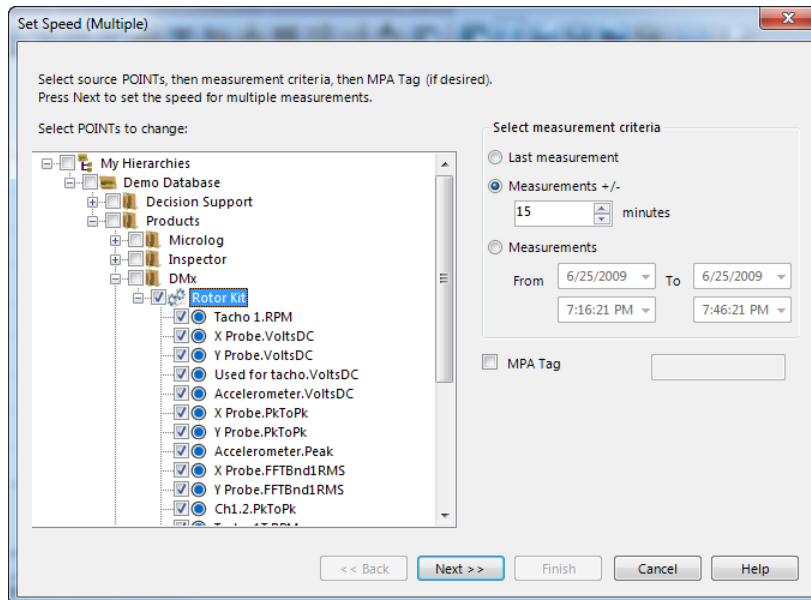 Set Speed (Multiple)
Select source POINTs, then measurement criteria, then MPA Tag (if desired).
Press Next to set the speed for multiple measurements.
Select POINTs to change:
My Hierarchies
Demo Database
Decision Support
Products
Microlog
Inspector
DMx
Rotor Kit
Tacho 1.RPM
X Probe.VoltsDC
Y Probe.VoltsDC
Used for tacho.VoltsDC
Accelerometer.VoltsDC
X Probe.PkToPk
Y Probe.PkToPk
Accelerometer.Peak
X Probe.FFTBnd1RMS
Y Probe.FFTBnd1RMS
Ch1.2.PkToPk
Select measurement criteria
Last measurement
Measurements +/-
15 minutes
Measurements
From 6/25/2009 To 6/25/2009
7:16:21 PM 7:46:21 PM
MPA Tag
<< Back Next >> Finish Cancel Help